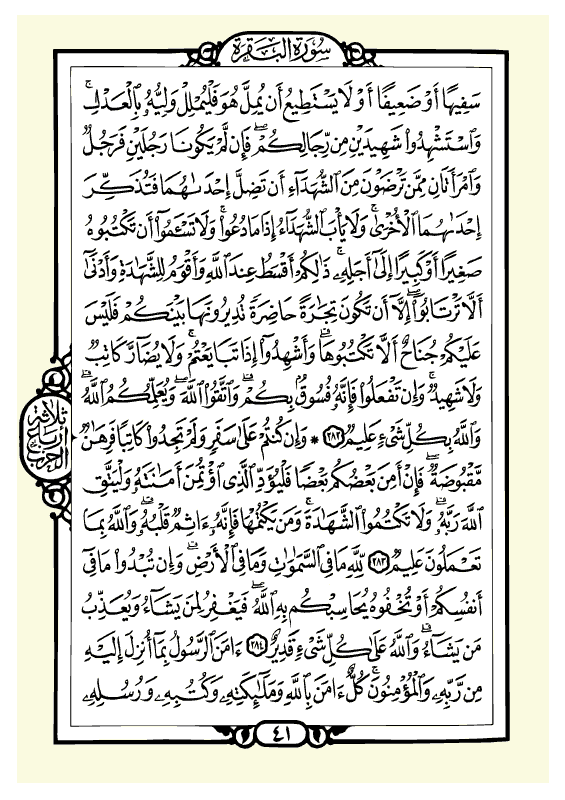 سورة البقرة
سَفِيهًا أَوْ ضَعِيفًا أَوْ لَا يَسْتَطِيعُ أَن يُمِلَّ هُوَ فَلْيُمْلِلْ وَلِيُّهُۥ بِٱلْعَدْلِ ۚ
وَٱسْتَشْهِدُوا۟ شَهِيدَيْنِ مِن رِّجَالِكُمْ ۖ فَإِن لَّمْ يَكُونَا رَجُلَيْنِ فَرَجُلٌ
وَٱمْرَأَتَانِ مِمَّن تَرْضَوْنَ مِنَ ٱلشُّهَدَآءِ أَن تَضِلَّ إِحْدَىٰهُمَا فَتُذَكِّرَ
إِحْدَىٰهُمَا ٱلْأُخْرَىٰ ۚ وَلَا يَأْبَ ٱلشُّهَدَآءُ إِذَا مَا دُعُوا۟ ۚ وَلَا تَسْـَٔمُوٓا۟ أَن تَكْتُبُوهُ
صَغِيرًا أَوْ كَبِيرًا إِلَىٰٓ أَجَلِهِۦ ۚ ذَٰلِكُمْ أَقْسَطُ عِندَ ٱللَّهِ وَأَقْوَمُ لِلشَّهَٰدَةِ وَأَدْنَىٰٓ
أَلَّا تَرْتَابُوٓا۟ ۖ إِلَّآ أَن تَكُونَ تِجَٰرَةً حَاضِرَةً تُدِيرُونَهَا بَيْنَكُمْ فَلَيْسَ
عَلَيْكُمْ جُنَاحٌ أَلَّا تَكْتُبُوهَا ۗ وَأَشْهِدُوٓا۟ إِذَا تَبَايَعْتُمْ ۚ وَلَا يُضَآرَّ كَاتِبٌ
وَلَا شَهِيدٌ ۚ وَإِن تَفْعَلُوا۟ فَإِنَّهُۥ فُسُوقٌۢ بِكُمْ ۗ وَٱتَّقُوا۟ ٱللَّهَ ۖ وَيُعَلِّمُكُمُ ٱللَّهُ ۗ
وَٱللَّهُ بِكُلِّ شَىْءٍ عَلِيمٌ ٢٨٢ * وَإِن كُنتُمْ عَلَىٰ سَفَرٍ وَلَمْ تَجِدُوا۟ كَاتِبًا فَرِهَٰنٌ
ثلاثة أرباع الحزب
مَّقْبُوضَةٌ ۖ فَإِنْ أَمِنَ بَعْضُكُم بَعْضًا فَلْيُؤَدِّ ٱلَّذِى ٱؤْتُمِنَ أَمَٰنَتَهُۥ وَلْيَتَّقِ
ٱللَّهَ رَبَّهُۥ ۗ وَلَا تَكْتُمُوا۟ ٱلشَّهَٰدَةَ ۚ وَمَن يَكْتُمْهَا فَإِنَّهُۥٓ ءَاثِمٌ قَلْبُهُۥ ۗ وَٱللَّهُ بِمَا
تَعْمَلُونَ عَلِيمٌ ٢٨٣ لِّلَّهِ مَا فِى ٱلسَّمَٰوَٰتِ وَمَا فِى ٱلْأَرْضِ ۗ وَإِن تُبْدُوا۟ مَا فِىٓ
أَنفُسِكُمْ أَوْ تُخْفُوهُ يُحَاسِبْكُم بِهِ ٱللَّهُ ۖ فَيَغْفِرُ لِمَن يَشَآءُ وَيُعَذِّبُ
مَن يَشَآءُ ۗ وَٱللَّهُ عَلَىٰ كُلِّ شَىْءٍ قَدِيرٌ ٢٨٤ ءَامَنَ ٱلرَّسُولُ بِمَآ أُنزِلَ إِلَيْهِ
مِن رَّبِّهِۦ وَٱلْمُؤْمِنُونَ ۚ كُلٌّ ءَامَنَ بِٱللَّهِ وَمَلَٰٓئِكَتِهِۦ وَكُتُبِهِۦ وَرُسُلِهِۦ
٤١